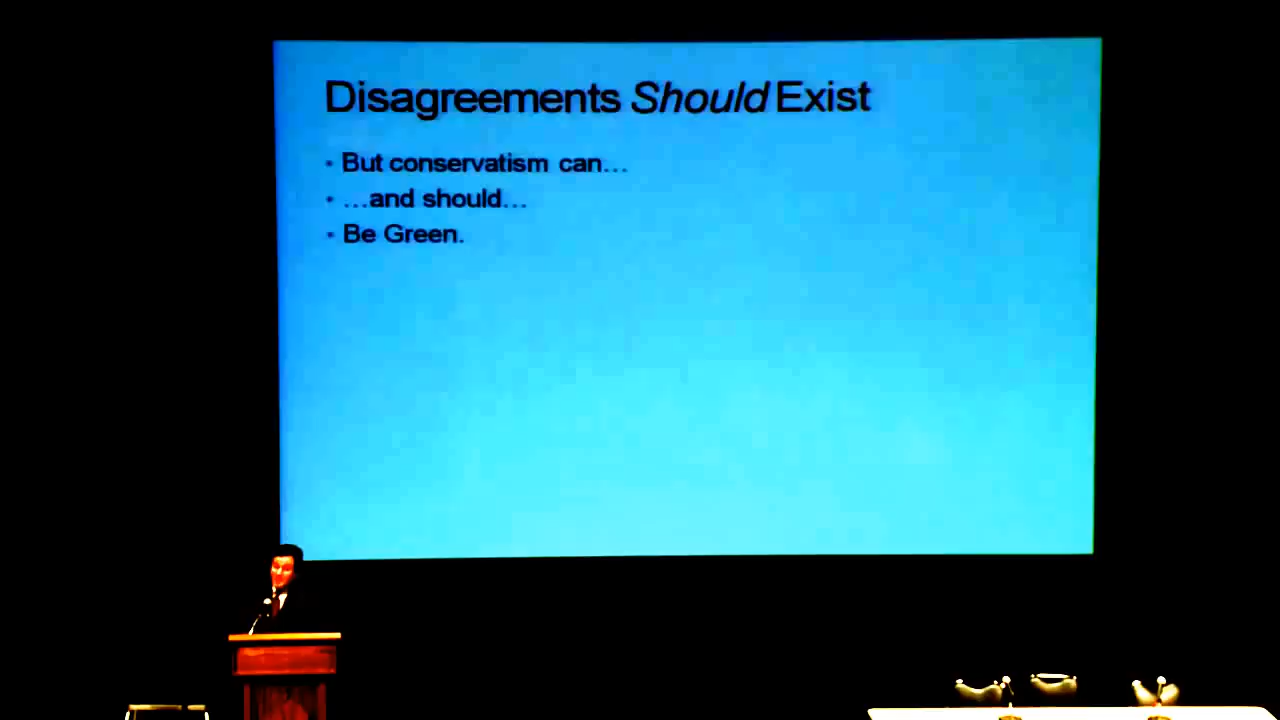 Disagreements Should Exist
• But conservatism can…
• …and should…
• Be Green.